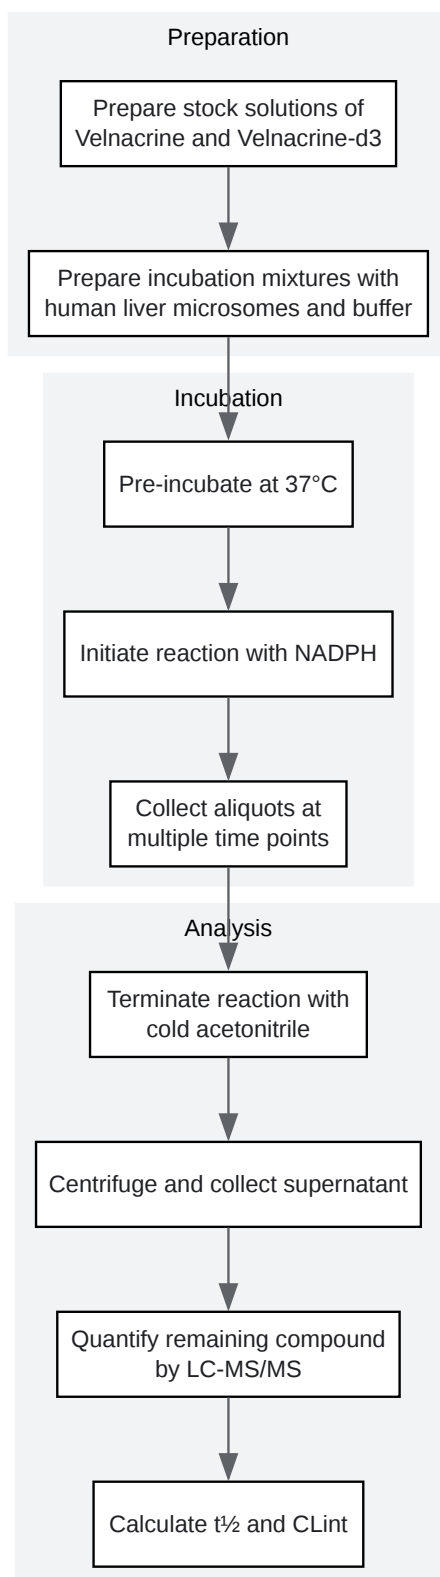 Preparation
Prepare stock solutions of
Velnacrine and Velnacrine-d3
Prepare incubation mixtures with
human liver microsomes and buffer
Incubation
Pre-incubate at 37°C
Initiate reaction with NADPH
Collect aliquots at
multiple time points
Analysis
Terminate reaction with
cold acetonitrile
Centrifuge and collect supernatant
Quantify remaining compound
by LC-MS/MS
Calculate t½ and CLint